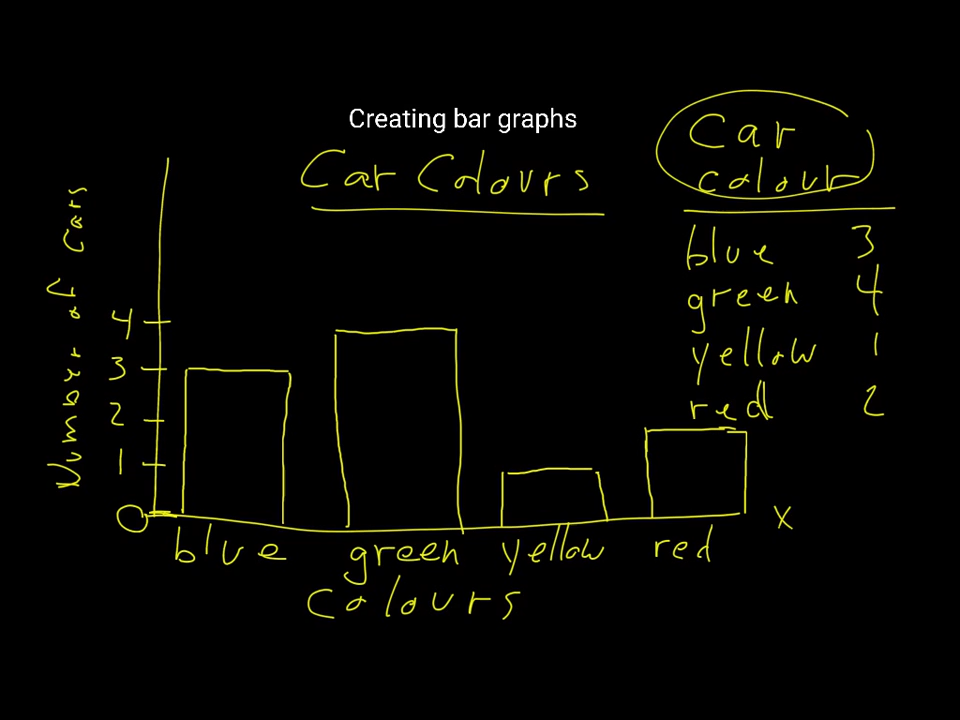 Creating bar graphs
Car Colours
Car
colour
blue 3
green 4
yellow 1
red 2
Number of Cars
4
3
2
1
0
x
blue green yellow red
colours